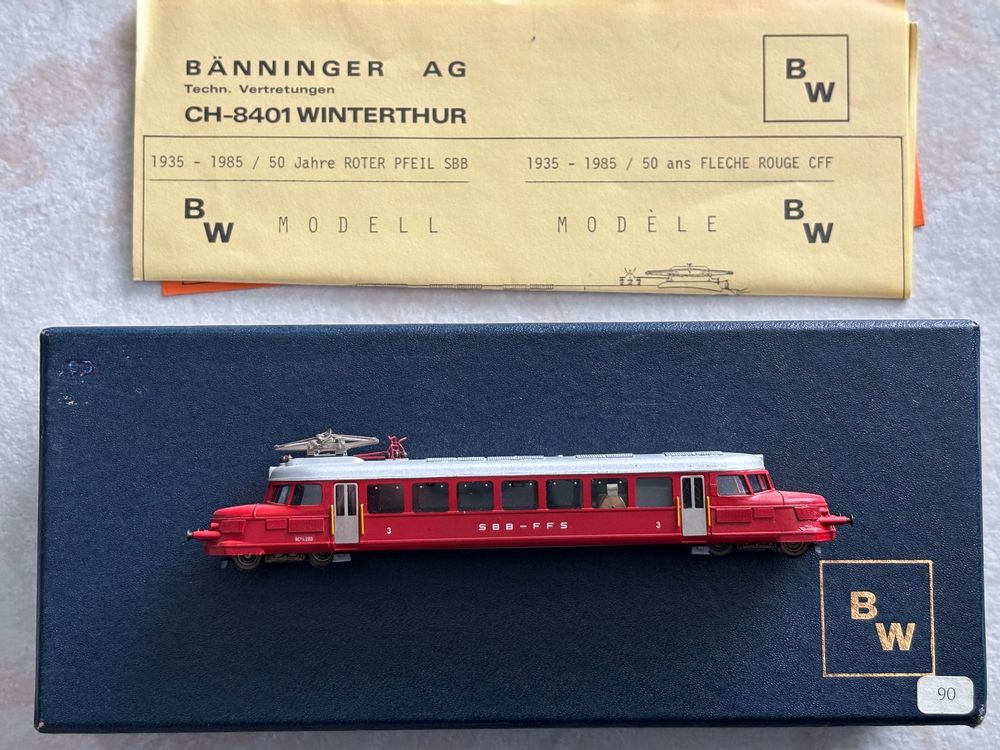 BÄNNINGER AG
Techn. Vertretungen
CH-8401 WINTERTHUR
B
W
1935 - 1985 / 50 Jahre ROTER PFEIL SBB
1935 - 1985 / 50 ans FLECHE ROUGE CFF
B
W
MODELL
MODÈLE
B
W
3
SBB-FFS
3
B
W
90